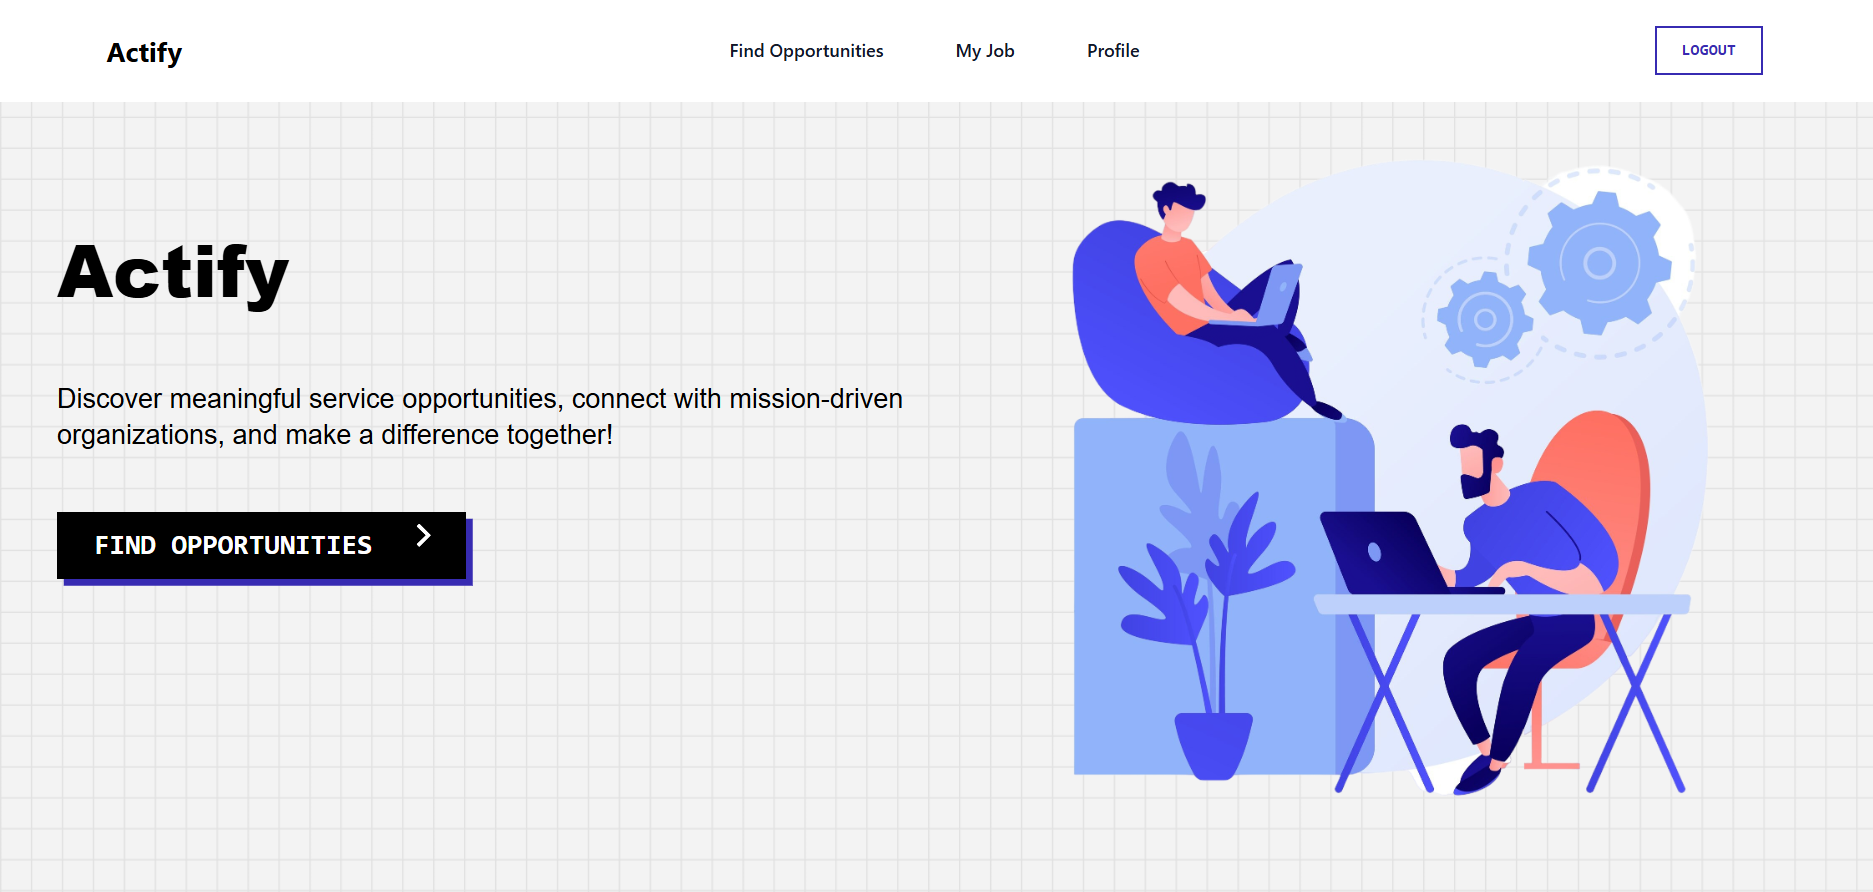 Actify
Find Opportunities
My Job
Profile
LOGOUT
Actify
Discover meaningful service opportunities, connect with mission-driven
organizations, and make a difference together!
FIND OPPORTUNITIES